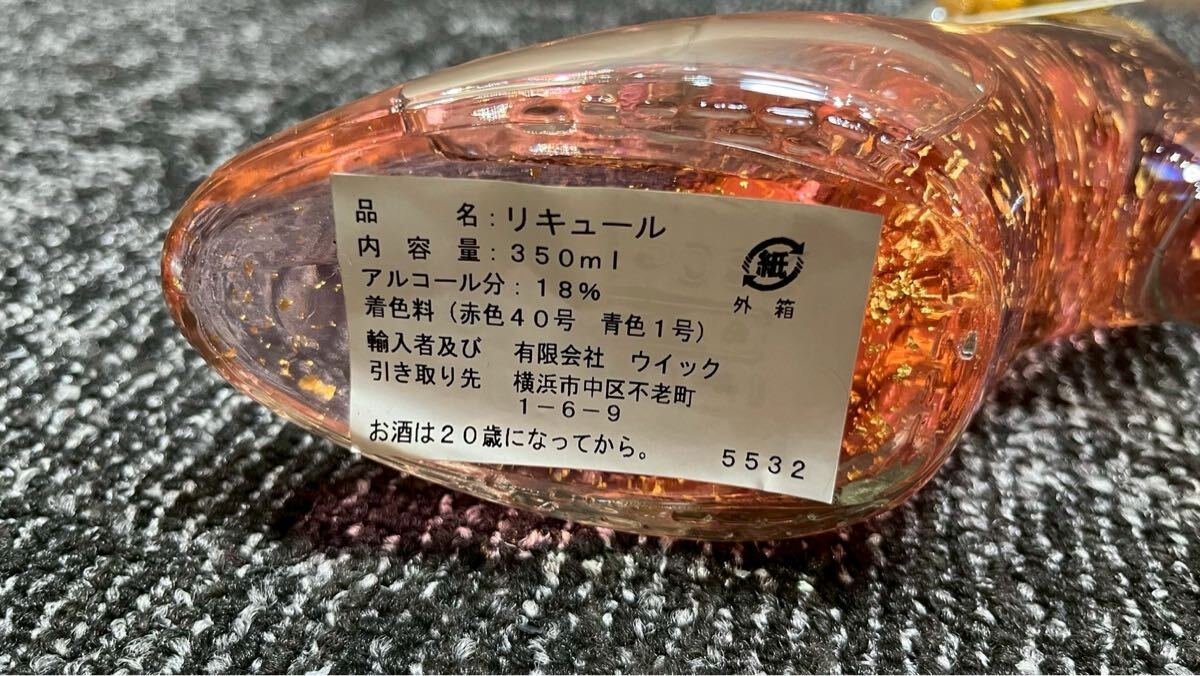 品　　名：リキュール
内　容　量：３５０ｍｌ
アルコール分：１８％
着色料（赤色４０号　青色１号）
輸入者及び　有限会社　ウイック
引き取り先　横浜市中区不老町
１－６－９
お酒は２０歳になってから。
紙
外　箱
５５３２